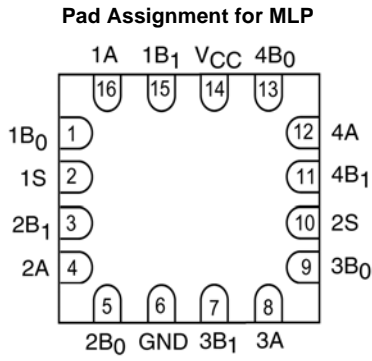 Pad Assignment for MLP
1A 1B1 VCC 4B0
16 15 14 13
1B0 1 12 4A
1S 2 11 4B1
2B1 3 10 2S
2A 4 9 3B0
5 6 7 8
2B0 GND 3B1 3A